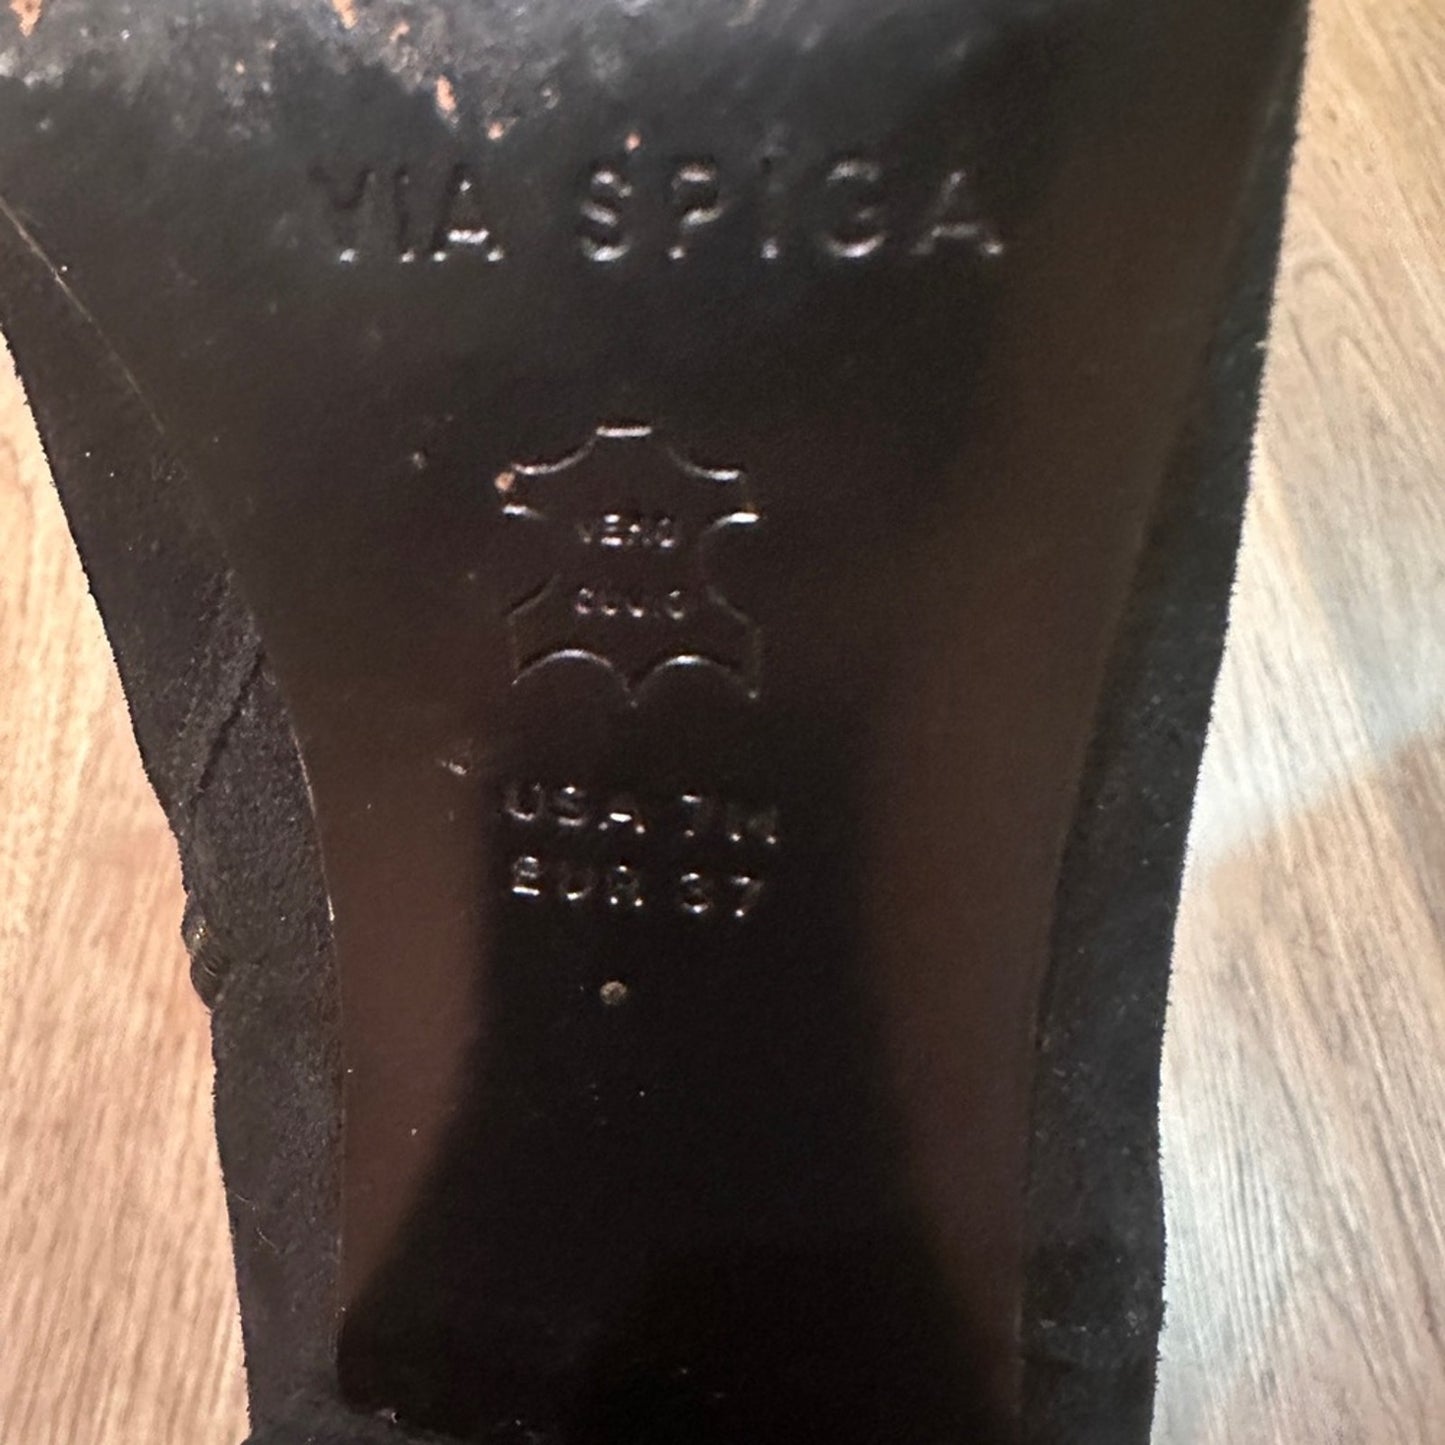 VIA SPIGA
VERO
CUOIO
USA 7M
EUR 37